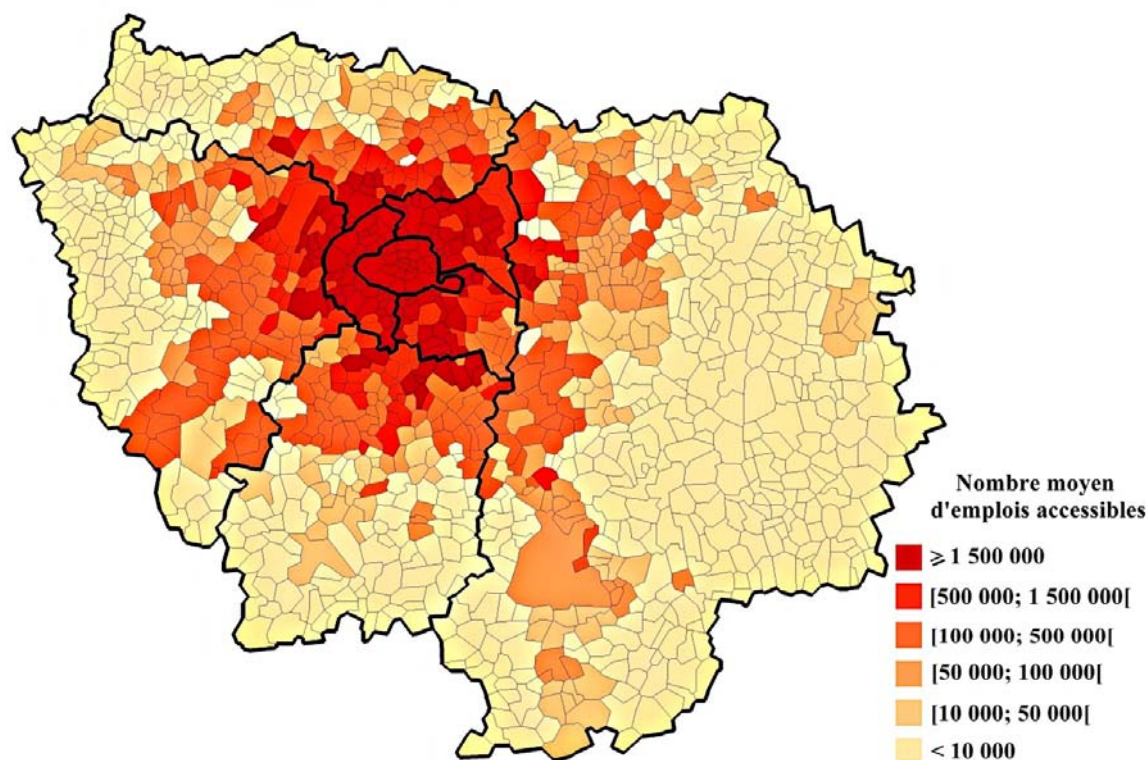 Nombre moyen
d'emplois accessibles
⩾ 1 500 000
[500 000; 1 500 000[
[100 000; 500 000[
[50 000; 100 000[
[10 000; 50 000[
< 10 000